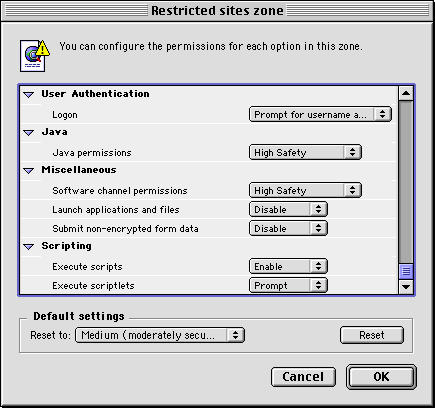 Restricted sites zone
You can configure the permissions for each option in this zone.
User Authentication
Logon Prompt for username a...
Java
Java permissions High Safety
Miscellaneous
Software channel permissions High Safety
Launch applications and files Disable
Submit non-encrypted form data Disable
Scripting
Execute scripts Enable
Execute scriptlets Prompt
Default settings
Reset to: Medium (moderately secu... Reset
Cancel OK